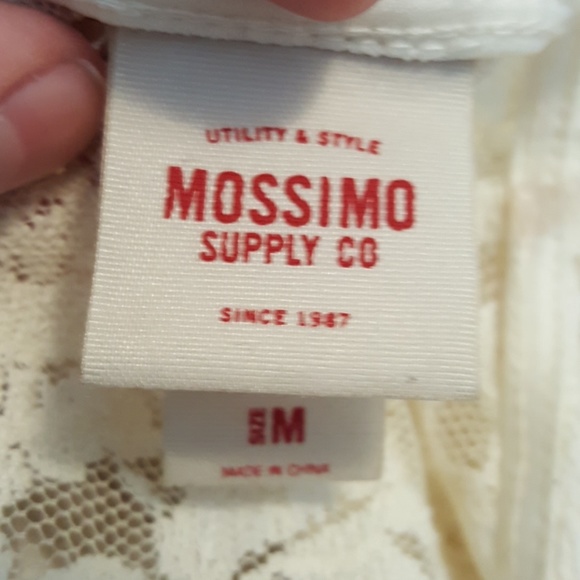 UTILITY & STYLE
MOSSIMO
SUPPLY CO
SINCE 1987
SIZE M
MADE IN CHINA